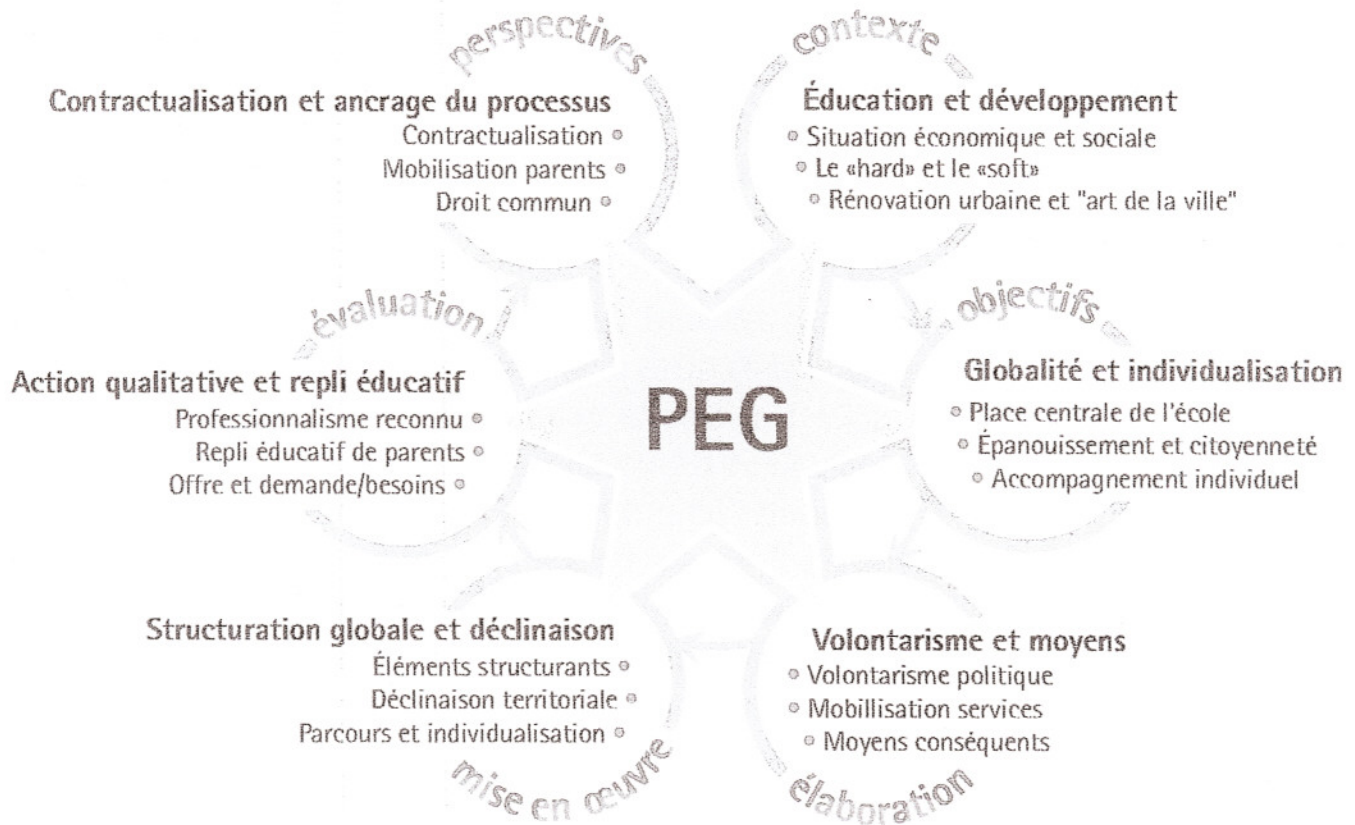 perspectives
Contractualisation et ancrage du processus
Contractualisation
Mobilisation parents
Droit commun
contexte
Éducation et développement
Situation économique et sociale
Le «hard» et le «soft»
Rénovation urbaine et "art de la ville"
évaluation
Action qualitative et repli éducatif
Professionnalisme reconnu
Repli éducatif de parents
Offre et demande/besoins
PEG
objectifs
Globalité et individualisation
Place centrale de l'école
Épanouissement et citoyenneté
Accompagnement individuel
Structuration globale et déclinaison
Éléments structurants
Déclinaison territoriale
Parcours et individualisation
mise en œuvre
Volontarisme et moyens
Volontarisme politique
Mobillisation services
Moyens conséquents
élaboration